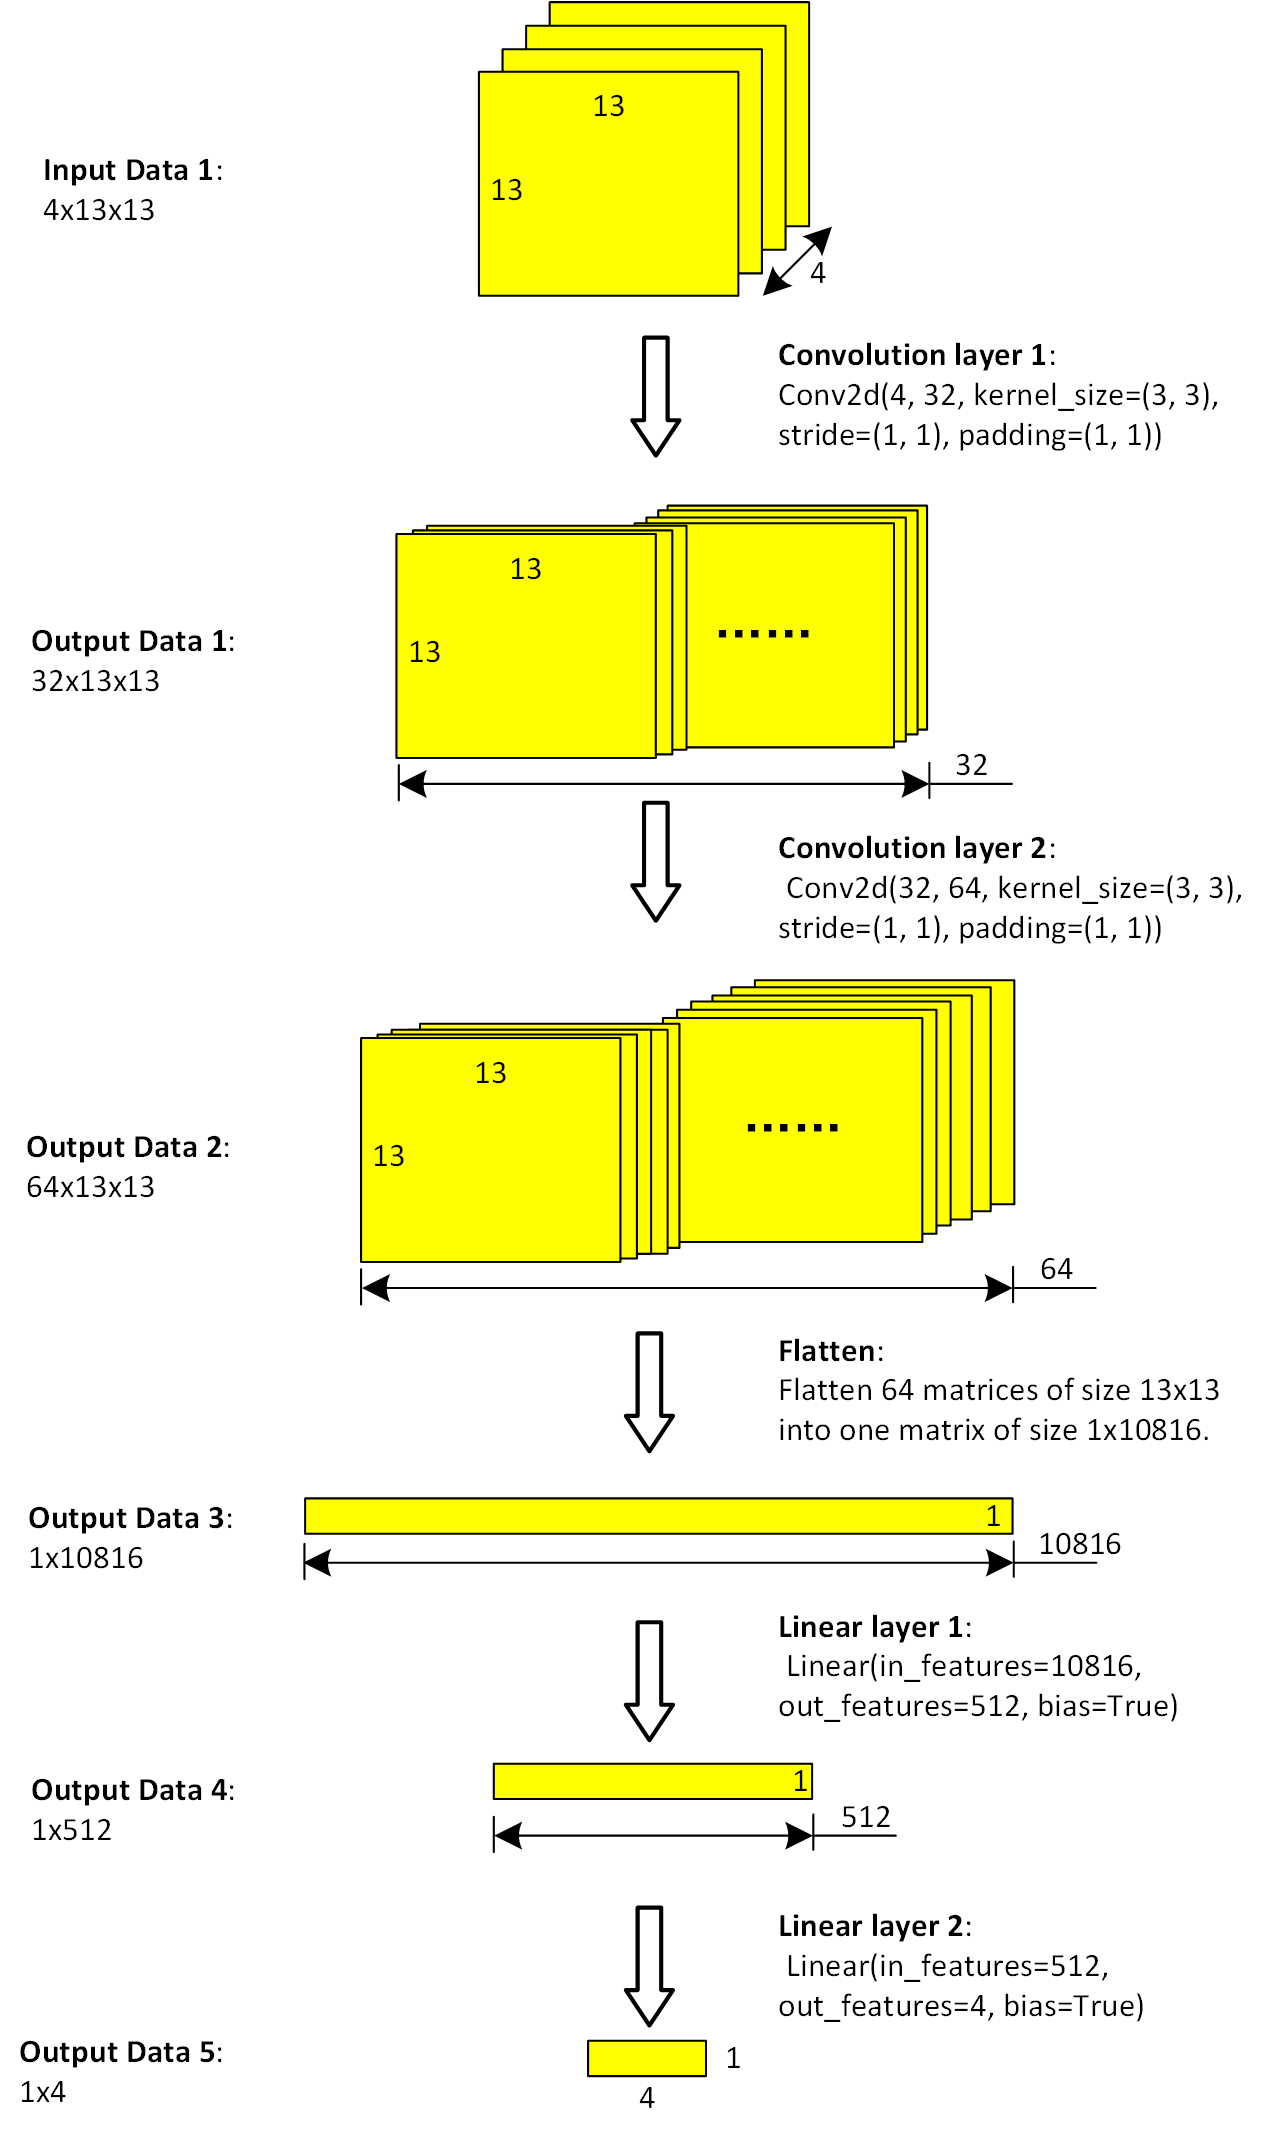 13
Input Data 1:
4x13x13
13
4
Convolution layer 1:
Conv2d(4, 32, kernel_size=(3, 3),
stride=(1, 1), padding=(1, 1))
13
Output Data 1:
32x13x13
13
.......
32
Convolution layer 2:
Conv2d(32, 64, kernel_size=(3, 3),
stride=(1, 1), padding=(1, 1))
13
Output Data 2:
64x13x13
13
.......
64
Flatten:
Flatten 64 matrices of size 13x13
into one matrix of size 1x10816.
Output Data 3:
1x10816
1
10816
Linear layer 1:
Linear(in_features=10816,
out_features=512, bias=True)
Output Data 4:
1x512
1
512
Linear layer 2:
Linear(in_features=512,
out_features=4, bias=True)
Output Data 5:
1x4
1
4